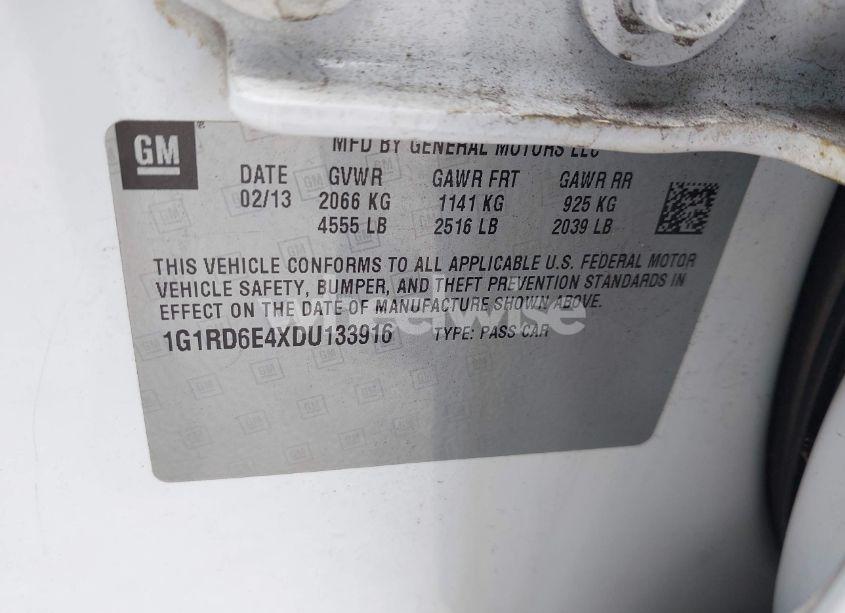 GM
MFD BY GENERAL MOTORS LLC
DATE GVWR GAWR FRT GAWR RR
02/13 2066 KG 1141 KG 925 KG
4555 LB 2516 LB 2039 LB
THIS VEHICLE CONFORMS TO ALL APPLICABLE U.S. FEDERAL MOTOR
VEHICLE SAFETY, BUMPER, AND THEFT PREVENTION STANDARDS IN
EFFECT ON THE DATE OF MANUFACTURE SHOWN ABOVE.
1G1RD6E4XDU133916 TYPE: PASS CAR
wheelwise